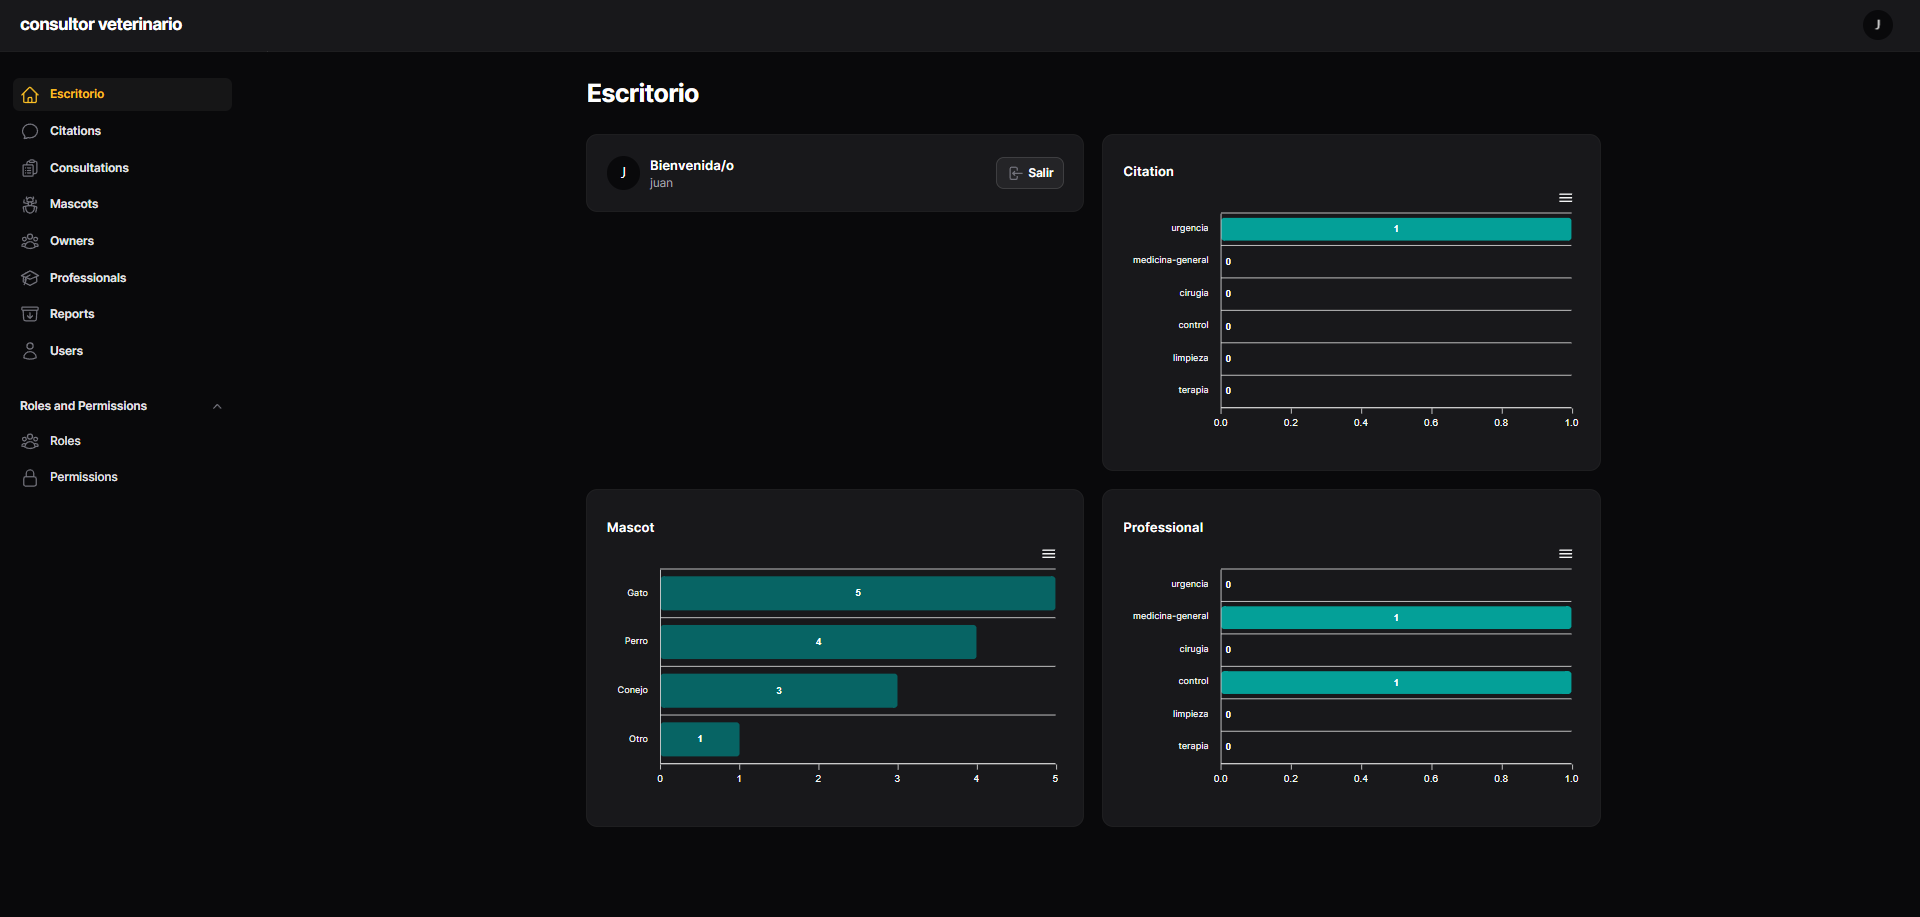 consultor veterinario
J
Escritorio
Citations
Consultations
Mascots
Owners
Professionals
Reports
Users
Roles and Permissions
Roles
Permissions
Escritorio
J
Bienvenida/o
juan
Salir
Citation
urgencia 1
medicina-general 0
cirugia 0
control 0
limpieza 0
terapia 0
0.0 0.2 0.4 0.6 0.8 1.0
Mascot
Gato 5
Perro 4
Conejo 3
Otro 1
0 1 2 3 4 5
Professional
urgencia 0
medicina-general 1
cirugia 0
control 1
limpieza 0
terapia 0
0.0 0.2 0.4 0.6 0.8 1.0